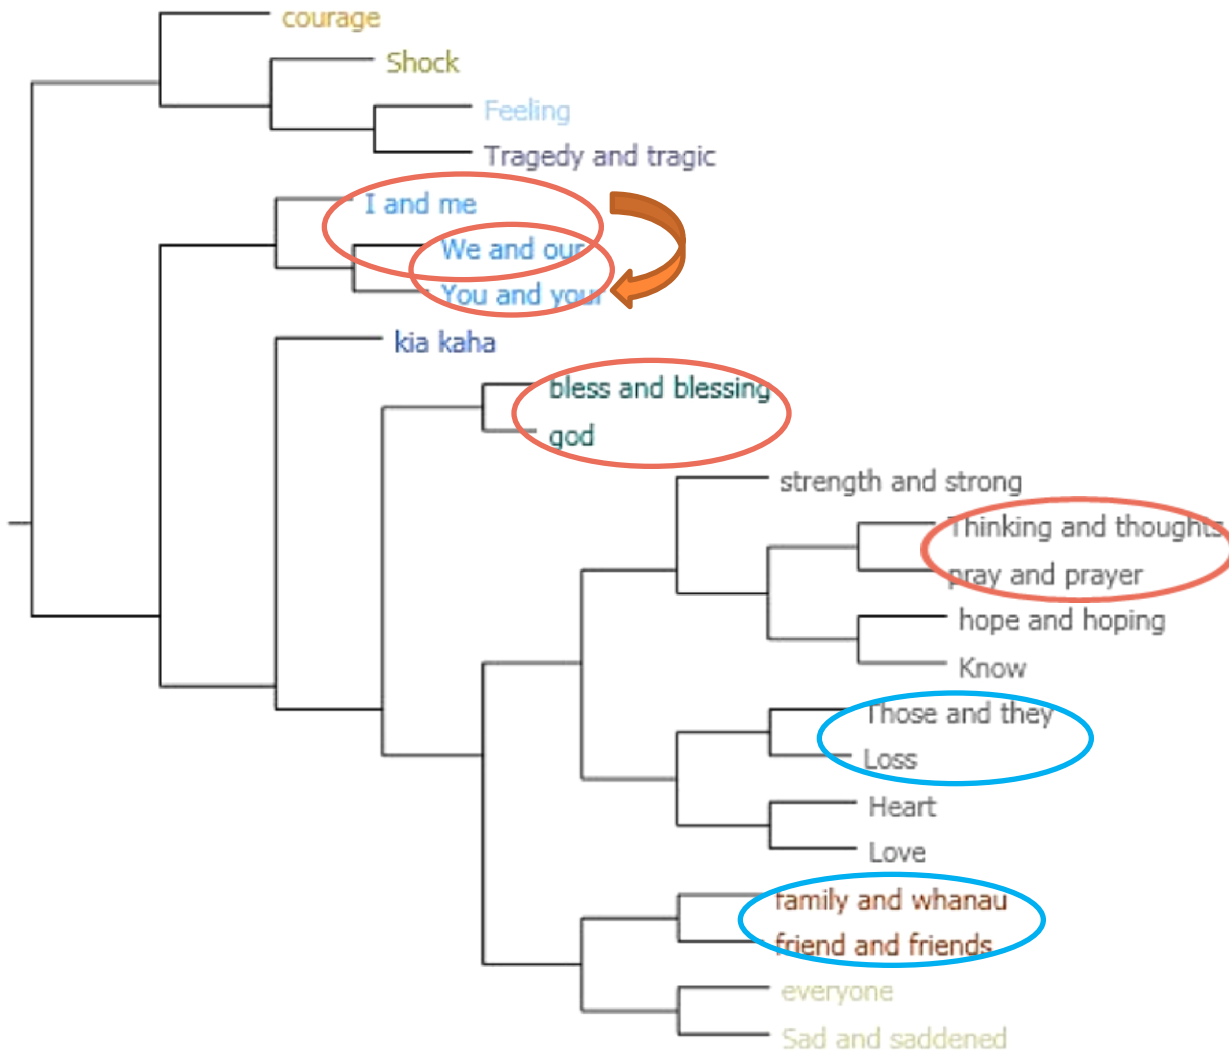 courage
Shock
Feeling
Tragedy and tragic
I and me
We and our
You and your
kia kaha
bless and blessing
god
strength and strong
Thinking and thoughts
pray and prayer
hope and hoping
Know
Those and they
Loss
Heart
Love
family and whanau
friend and friends
everyone
Sad and saddened